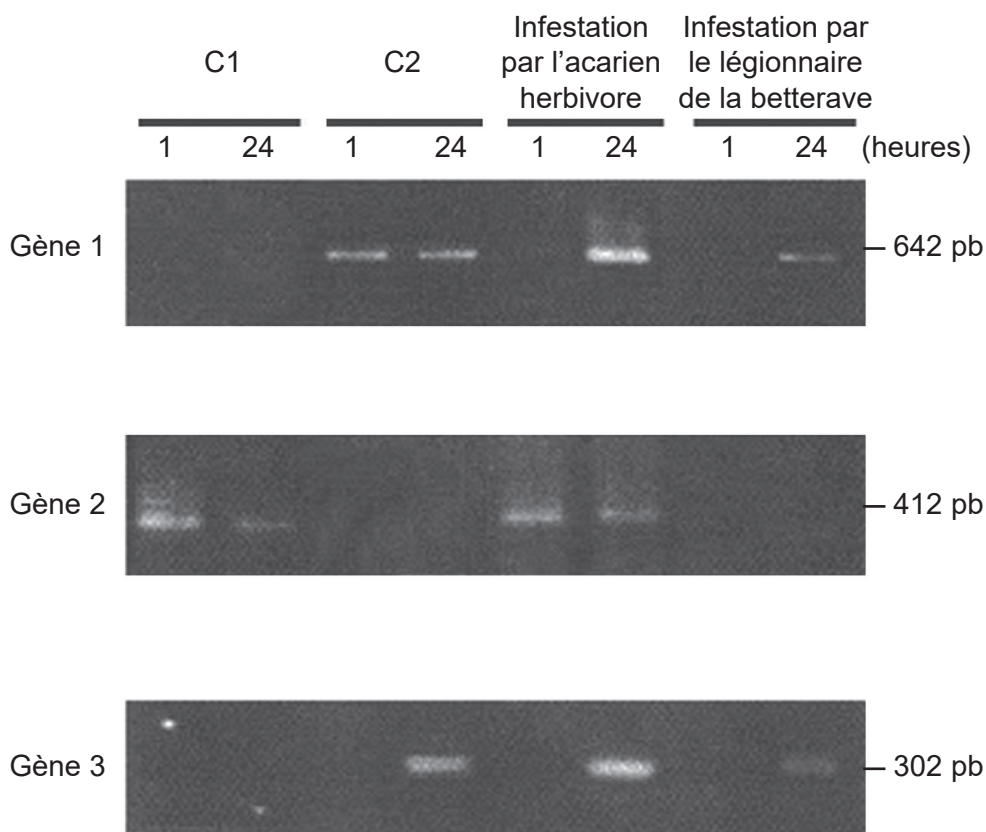 C1
C2
Infestation
par l’acarien
herbivore
Infestation par
le légionnaire
de la betterave
1 24 1 24 1 24 1 24 (heures)
Gène 1
642 pb
Gène 2
412 pb
Gène 3
302 pb